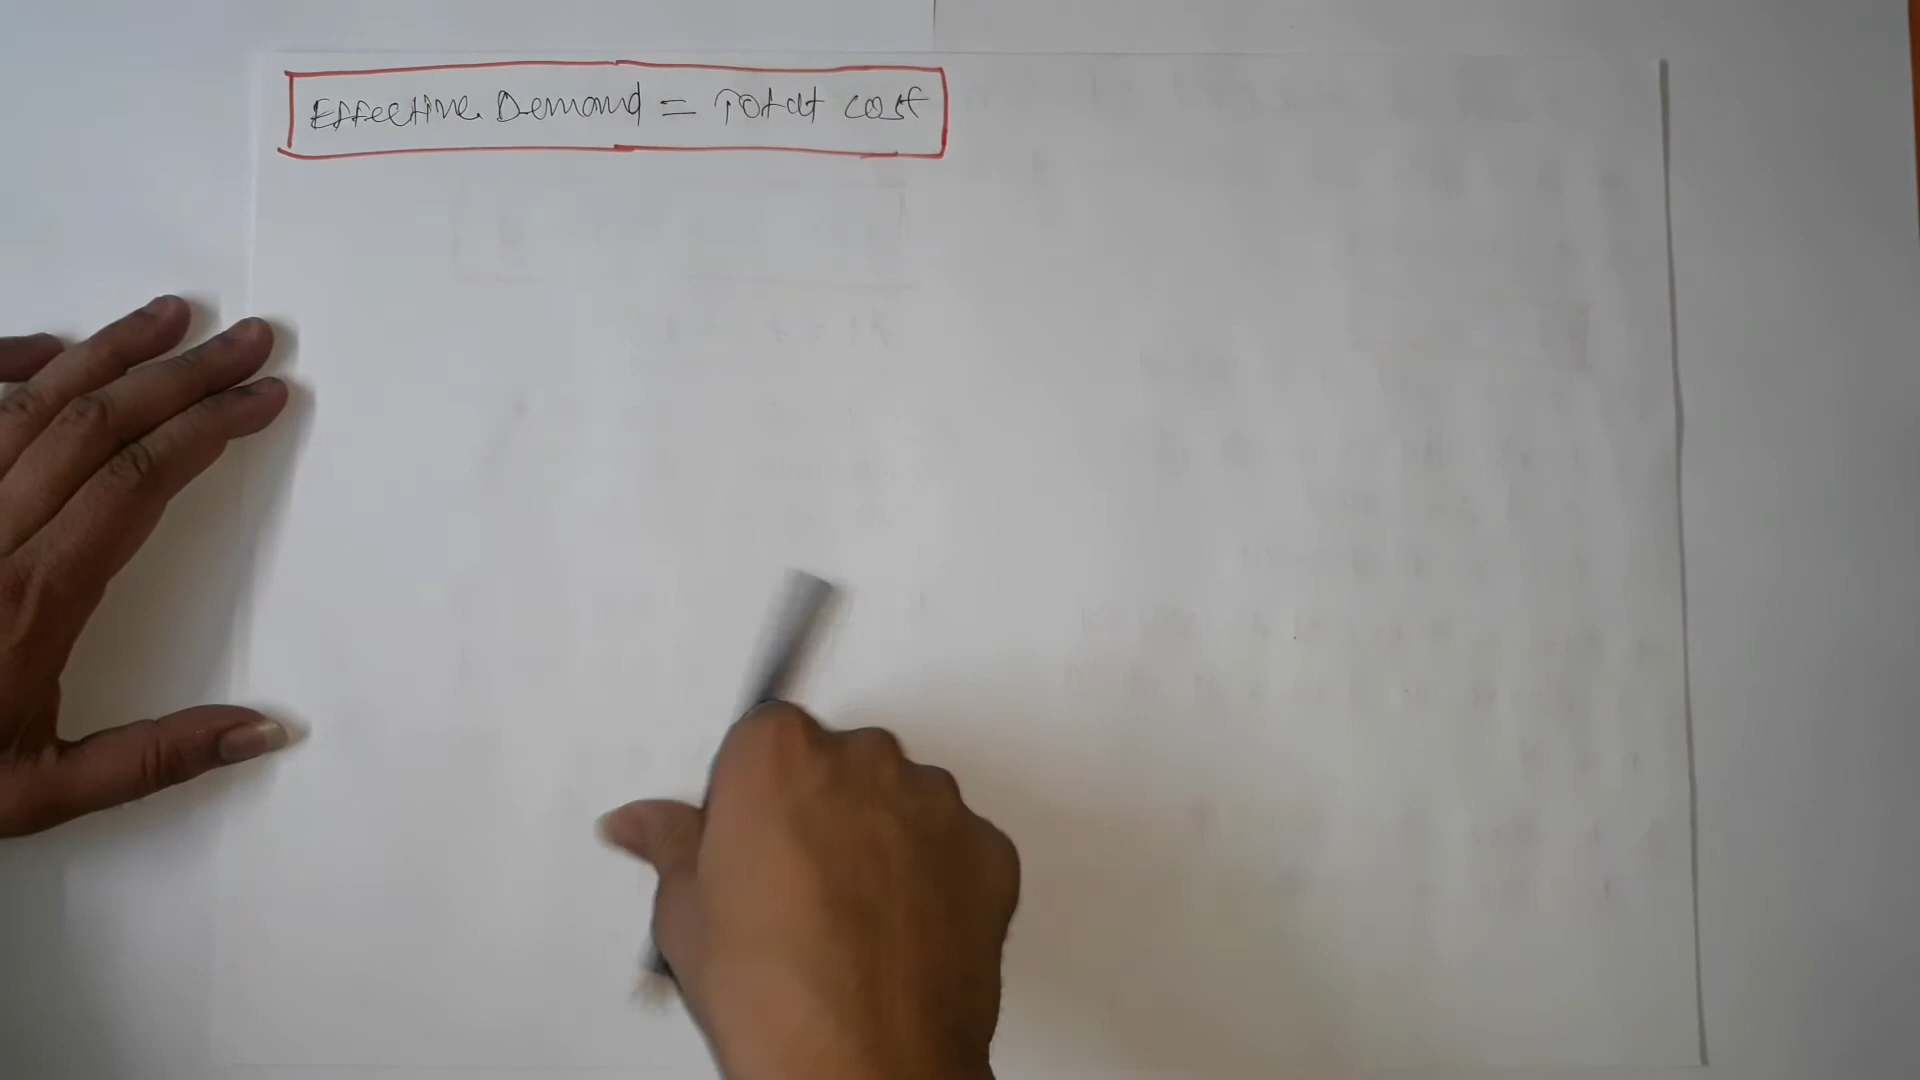 Effective Demand = Total cost